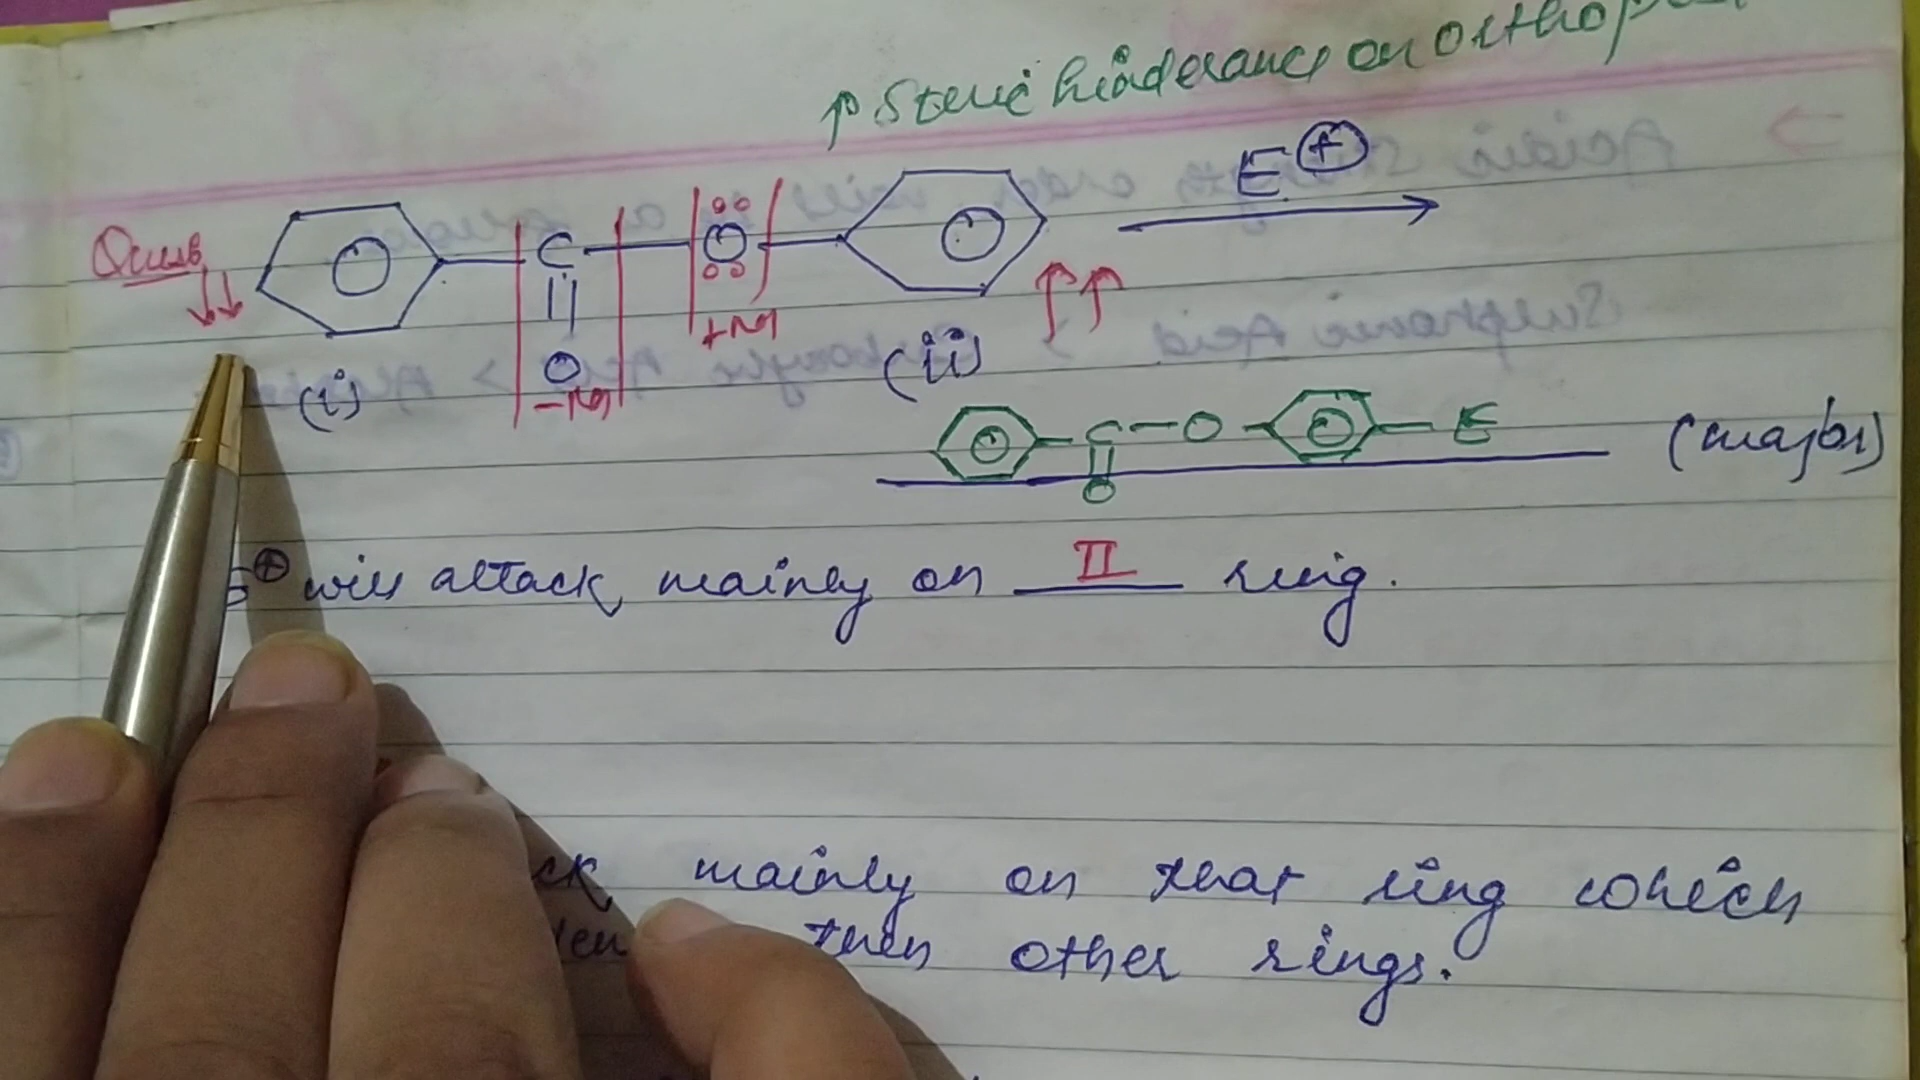 ↑ Steric hinderance on ortho
E⊕
Ques
C O
+M
O
-M
(i) (ii)
C - O - E (major)
O
will attack mainly on II ring.
mainly on that ring which
then other rings.